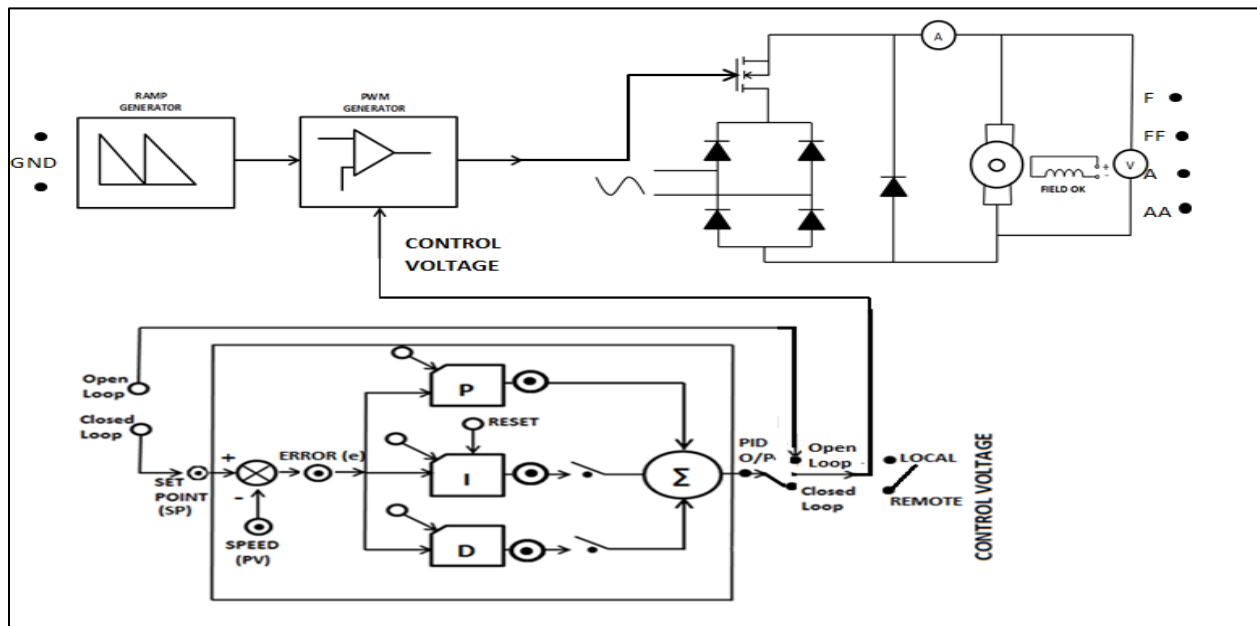 RAMP
GENERATOR
PWM
GENERATOR
GND
A
F
FF
V
A
AA
+
-
FIELD OK
CONTROL
VOLTAGE
Open
Loop
Closed
Loop
SET
POINT
(SP)
+
-
SPEED
(PV)
ERROR (e)
P
RESET
I
D
Σ
PID
O/P
Open
Loop
Closed
Loop
LOCAL
REMOTE
CONTROL VOLTAGE